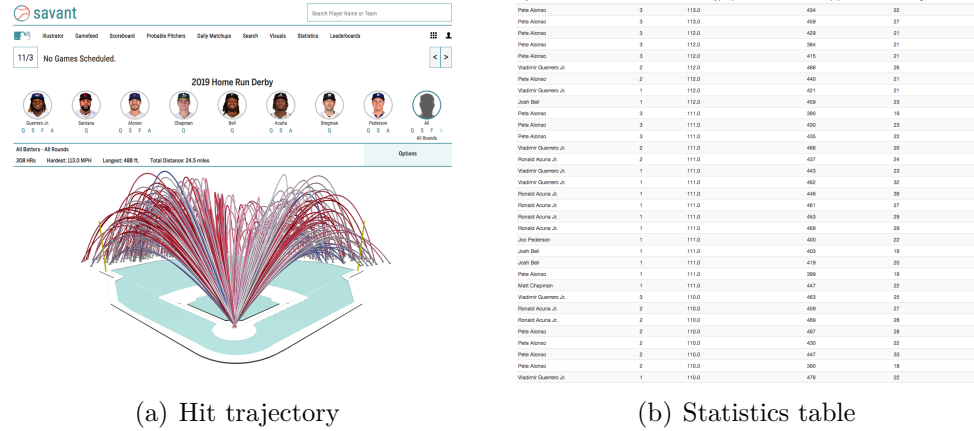 savant
Search Player Name or Team
Illustrator Gamefeed Scoreboard Probable Pitchers Daily Matchups Search Visuals Statistics Leaderboards
11/3 No Games Scheduled. < >
2019 Home Run Derby
Guerrero Jr. Santana Alonso Chapman Bell Acuña Bregman Pederson All
Q S F A Q Q S F A Q Q Q S A Q Q S A Q S F A
All Rounds
All Batters - All Rounds
308 HRs Hardest: 113.0 MPH Longest: 488 ft. Total Distance: 24.5 miles
Options
(a) Hit trajectory
Pete Alonso 3 113.0 434 22
Pete Alonso 3 113.0 459 27
Pete Alonso 3 112.0 429 21
Pete Alonso 3 112.0 384 21
Pete Alonso 3 112.0 415 21
Vladimir Guerrero Jr. 2 112.0 488 26
Pete Alonso 2 112.0 440 21
Vladimir Guerrero Jr. 1 112.0 421 21
Josh Bell 1 112.0 459 23
Pete Alonso 3 111.0 390 19
Pete Alonso 3 111.0 430 23
Pete Alonso 3 111.0 435 22
Vladimir Guerrero Jr. 2 111.0 468 20
Ronald Acuna Jr. 2 111.0 437 24
Vladimir Guerrero Jr. 1 111.0 443 23
Vladimir Guerrero Jr. 1 111.0 462 32
Ronald Acuna Jr. 1 111.0 446 39
Ronald Acuna Jr. 1 111.0 461 27
Ronald Acuna Jr. 1 111.0 453 29
Ronald Acuna Jr. 1 111.0 469 29
Joc Pederson 1 111.0 400 22
Josh Bell 1 111.0 403 19
Josh Bell 1 111.0 419 20
Pete Alonso 1 111.0 399 19
Matt Chapman 1 111.0 447 22
Vladimir Guerrero Jr. 3 110.0 463 25
Ronald Acuna Jr. 2 110.0 459 27
Ronald Acuna Jr. 2 110.0 469 28
Pete Alonso 2 110.0 467 28
Pete Alonso 2 110.0 430 22
Pete Alonso 2 110.0 447 33
Pete Alonso 2 110.0 390 18
Vladimir Guerrero Jr. 1 110.0 476 22
(b) Statistics table